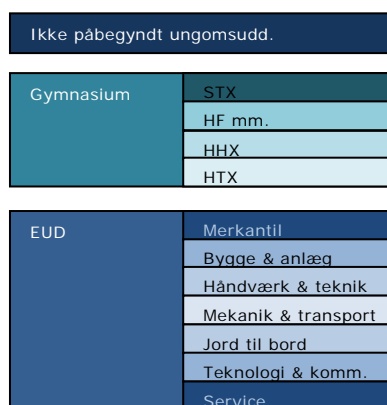 Ikke påbegyndt ungomsudd.
Gymnasium
STX
HF mm.
HHX
HTX
EUD
Merkantil
Bygge & anlæg
Håndværk & teknik
Mekanik & transport
Jord til bord
Teknologi & komm.
Service